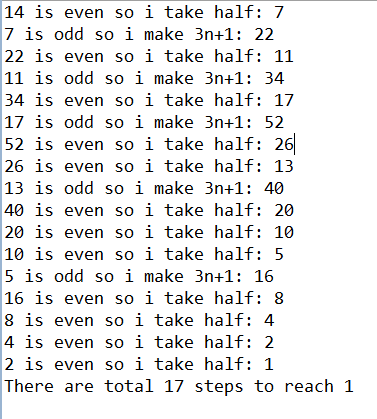 14 is even so i take half: 7
7 is odd so i make 3n+1: 22
22 is even so i take half: 11
11 is odd so i make 3n+1: 34
34 is even so i take half: 17
17 is odd so i make 3n+1: 52
52 is even so i take half: 26
26 is even so i take half: 13
13 is odd so i make 3n+1: 40
40 is even so i take half: 20
20 is even so i take half: 10
10 is even so i take half: 5
5 is odd so i make 3n+1: 16
16 is even so i take half: 8
8 is even so i take half: 4
4 is even so i take half: 2
2 is even so i take half: 1
There are total 17 steps to reach 1